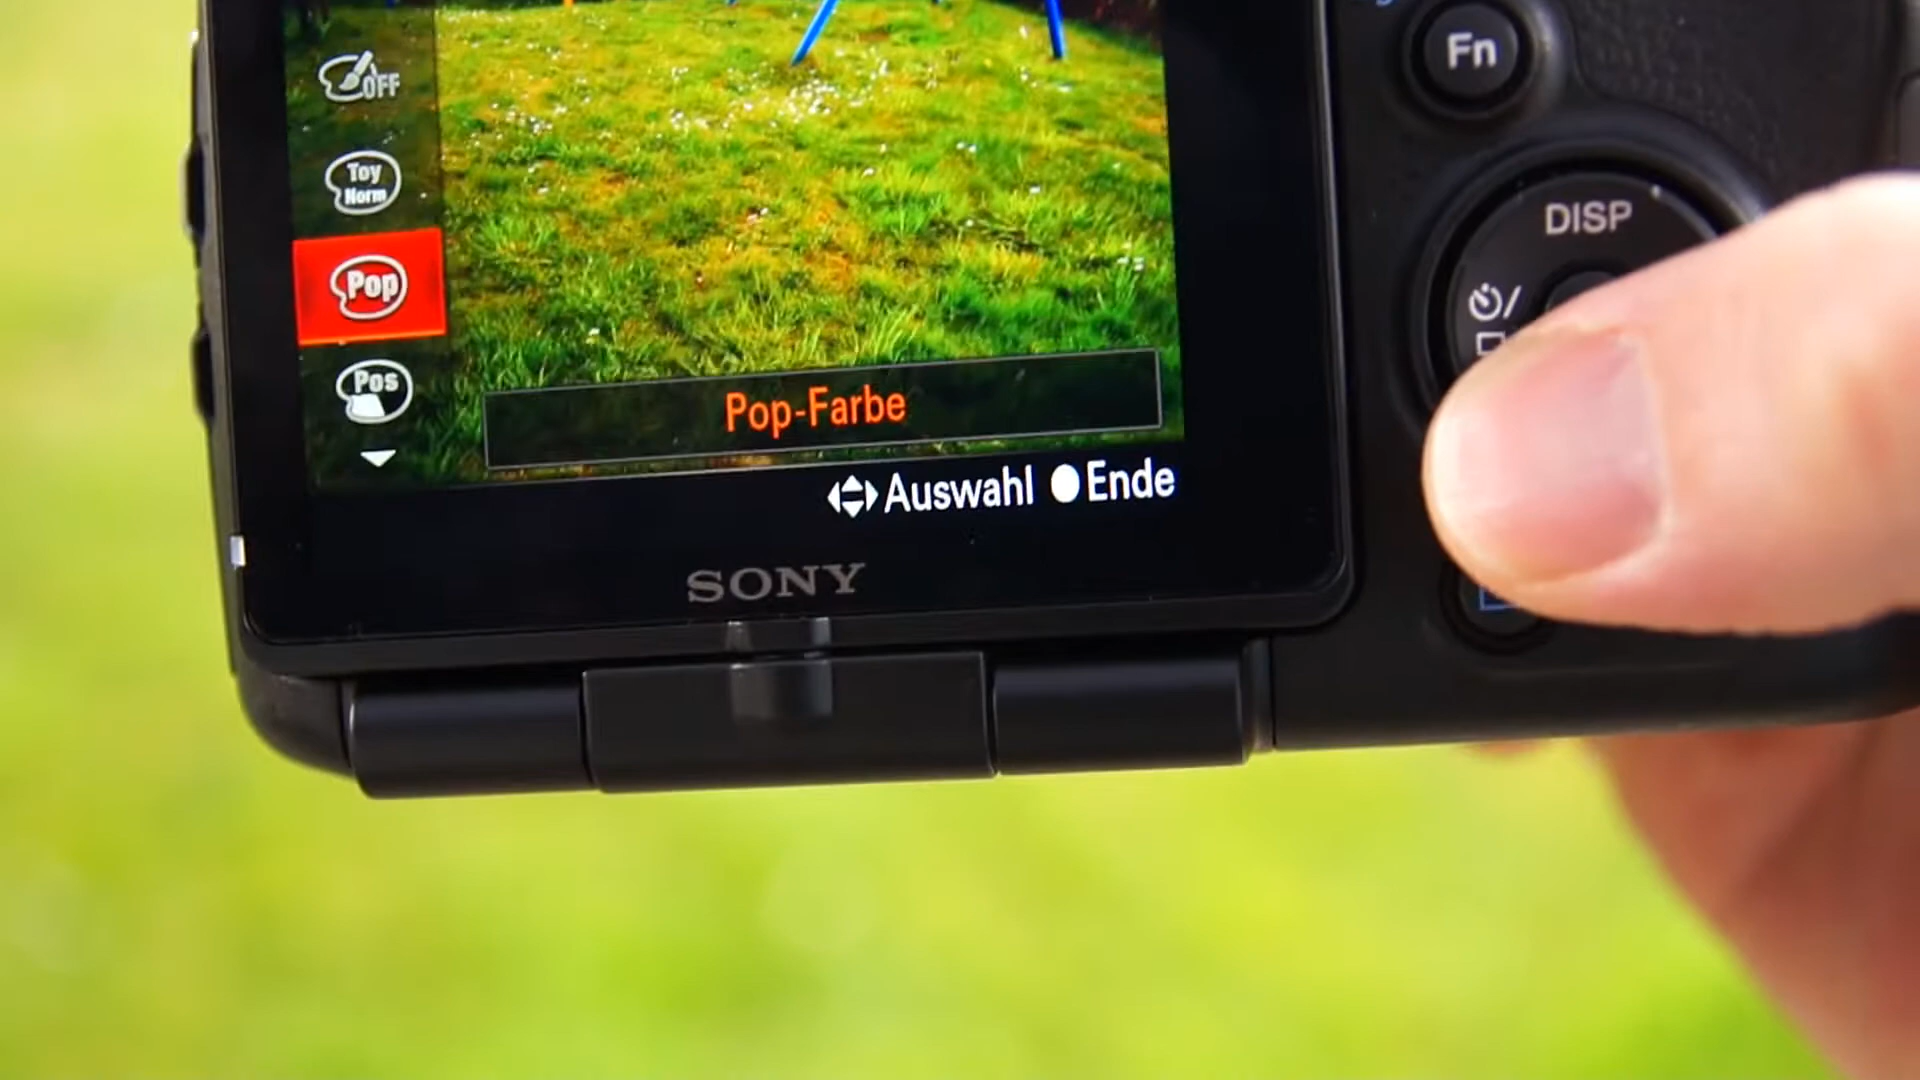 OFF
Toy
Norm
Pop
Pos
Pop-Farbe
Auswahl Ende
SONY
Fn
DISP